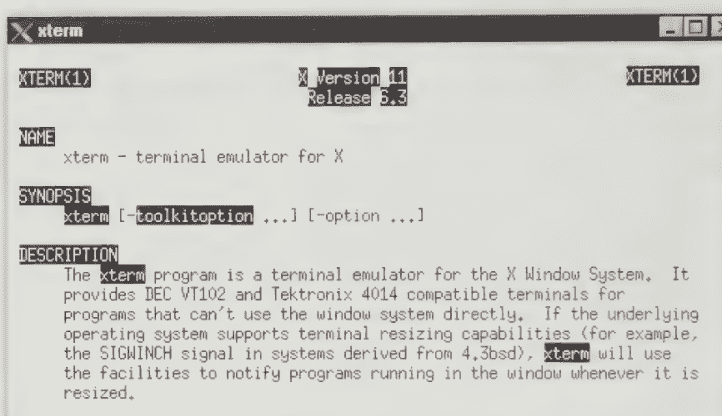 xterm
XTERM(1) X Version 11 XTERM(1)
Release 6.3
NAME
xterm - terminal emulator for X
SYNOPSIS
xterm [-toolkitoption ...] [-option ...]
DESCRIPTION
The xterm program is a terminal emulator for the X Window System. It
provides DEC VT102 and Tektronix 4014 compatible terminals for
programs that can't use the window system directly. If the underlying
operating system supports terminal resizing capabilities (for example,
the SIGWINCH signal in systems derived from 4.3bsd), xterm will use
the facilities to notify programs running in the window whenever it is
resized.